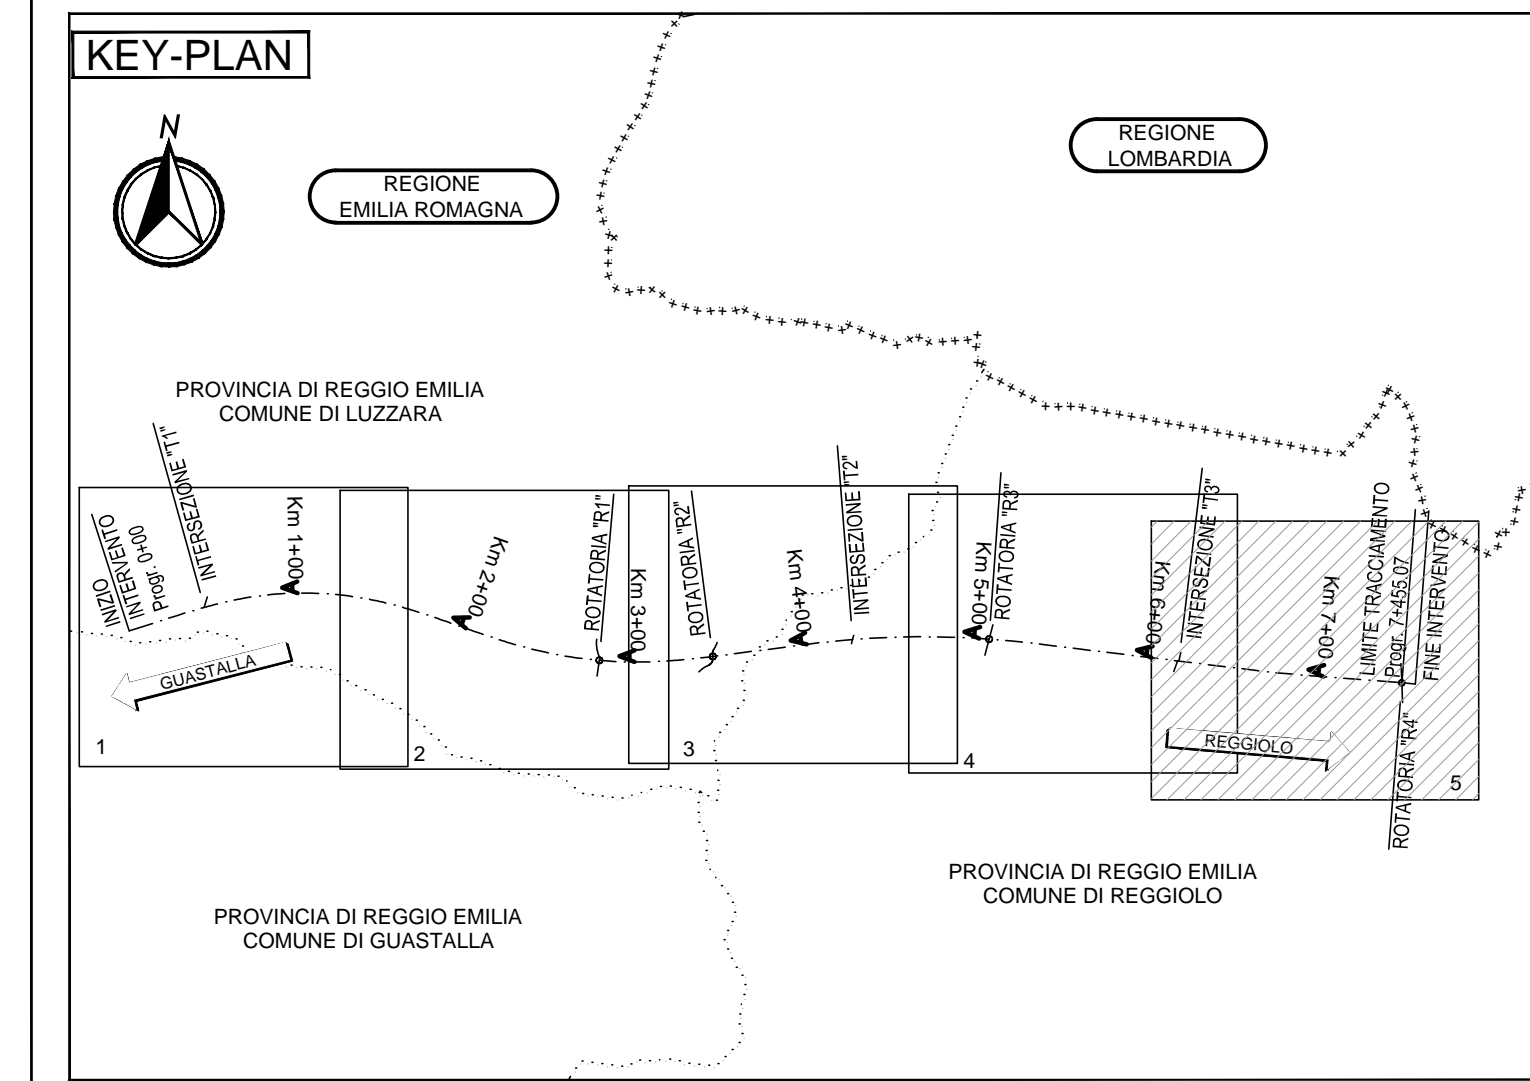 KEY-PLAN
N
REGIONE
EMILIA ROMAGNA
REGIONE
LOMBARDIA
PROVINCIA DI REGGIO EMILIA
COMUNE DI LUZZARA
INIZIO
INTERVENTO
Progr. 0+00
INTERSEZIONE "T1"
Km 1+00
Km 2+00
ROTATORIA "R1"
Km 3+00
ROTATORIA "R2"
Km 4+00
INTERSEZIONE "T2"
Km 5+00
ROTATORIA "R3"
Km 6+00
INTERSEZIONE "T3"
Km 7+00
LIMITE TRACCIAMENTO
Progr. 7+455.07
FINE INTERVENTO
ROTATORIA "R4"
GUASTALLA
REGGIOLO
1
2
3
4
5
PROVINCIA DI REGGIO EMILIA
COMUNE DI REGGIOLO
PROVINCIA DI REGGIO EMILIA
COMUNE DI GUASTALLA